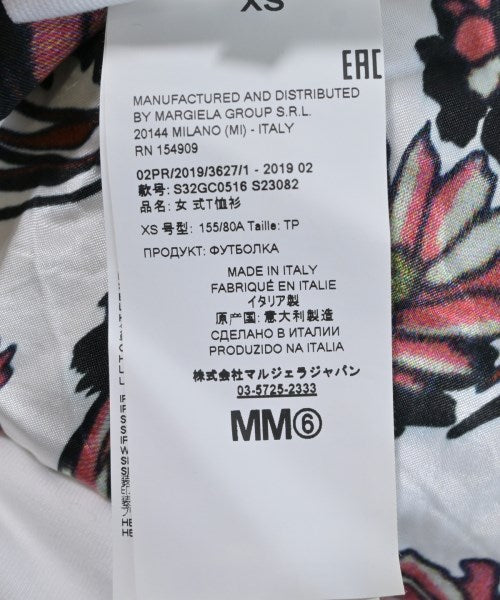 XS
EAC
MANUFACTURED AND DISTRIBUTED
BY MARGIELA GROUP S.R.L.
20144 MILANO (MI) - ITALY
RN 154909
02PR/2019/3627/1 - 2019 02
款号: S32GC0516 S23082
品名: 女 式T恤衫
XS 号型: 155/80A Taille: TP
ПРОДУКТ: ФУТБОЛКА
MADE IN ITALY
FABRIQUÉ EN ITALIE
イタリア製
原产国: 意大利製造
СДЕЛАНО В ИТАЛИИ
PRODUZIDO NA ITALIA
株式会社マルジェラジャパン
03-5725-2333
MM⑥